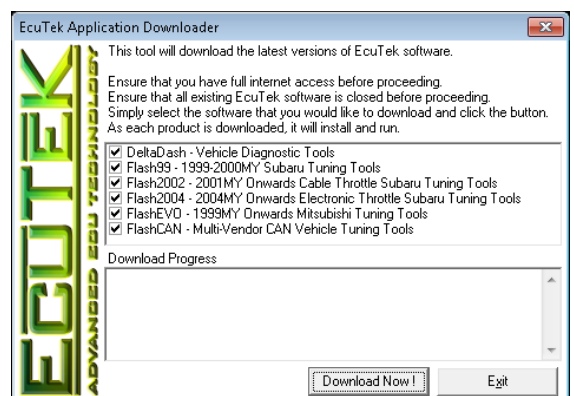 EcuTek Application Downloader
ECUTEK
ADVANCED ECU TECHNOLOGY
This tool will download the latest versions of EcuTek software.
Ensure that you have full internet access before proceeding.
Ensure that all existing EcuTek software is closed before proceeding.
Simply select the software that you would like to download and click the button.
As each product is downloaded, it will install and run.
DeltaDash - Vehicle Diagnostic Tools
Flash99 - 1999-2000MY Subaru Tuning Tools
Flash2002 - 2001MY Onwards Cable Throttle Subaru Tuning Tools
Flash2004 - 2004MY Onwards Electronic Throttle Subaru Tuning Tools
FlashEVO - 1999MY Onwards Mitsubishi Tuning Tools
FlashCAN - Multi-Vendor CAN Vehicle Tuning Tools
Download Progress
Download Now !
Exit